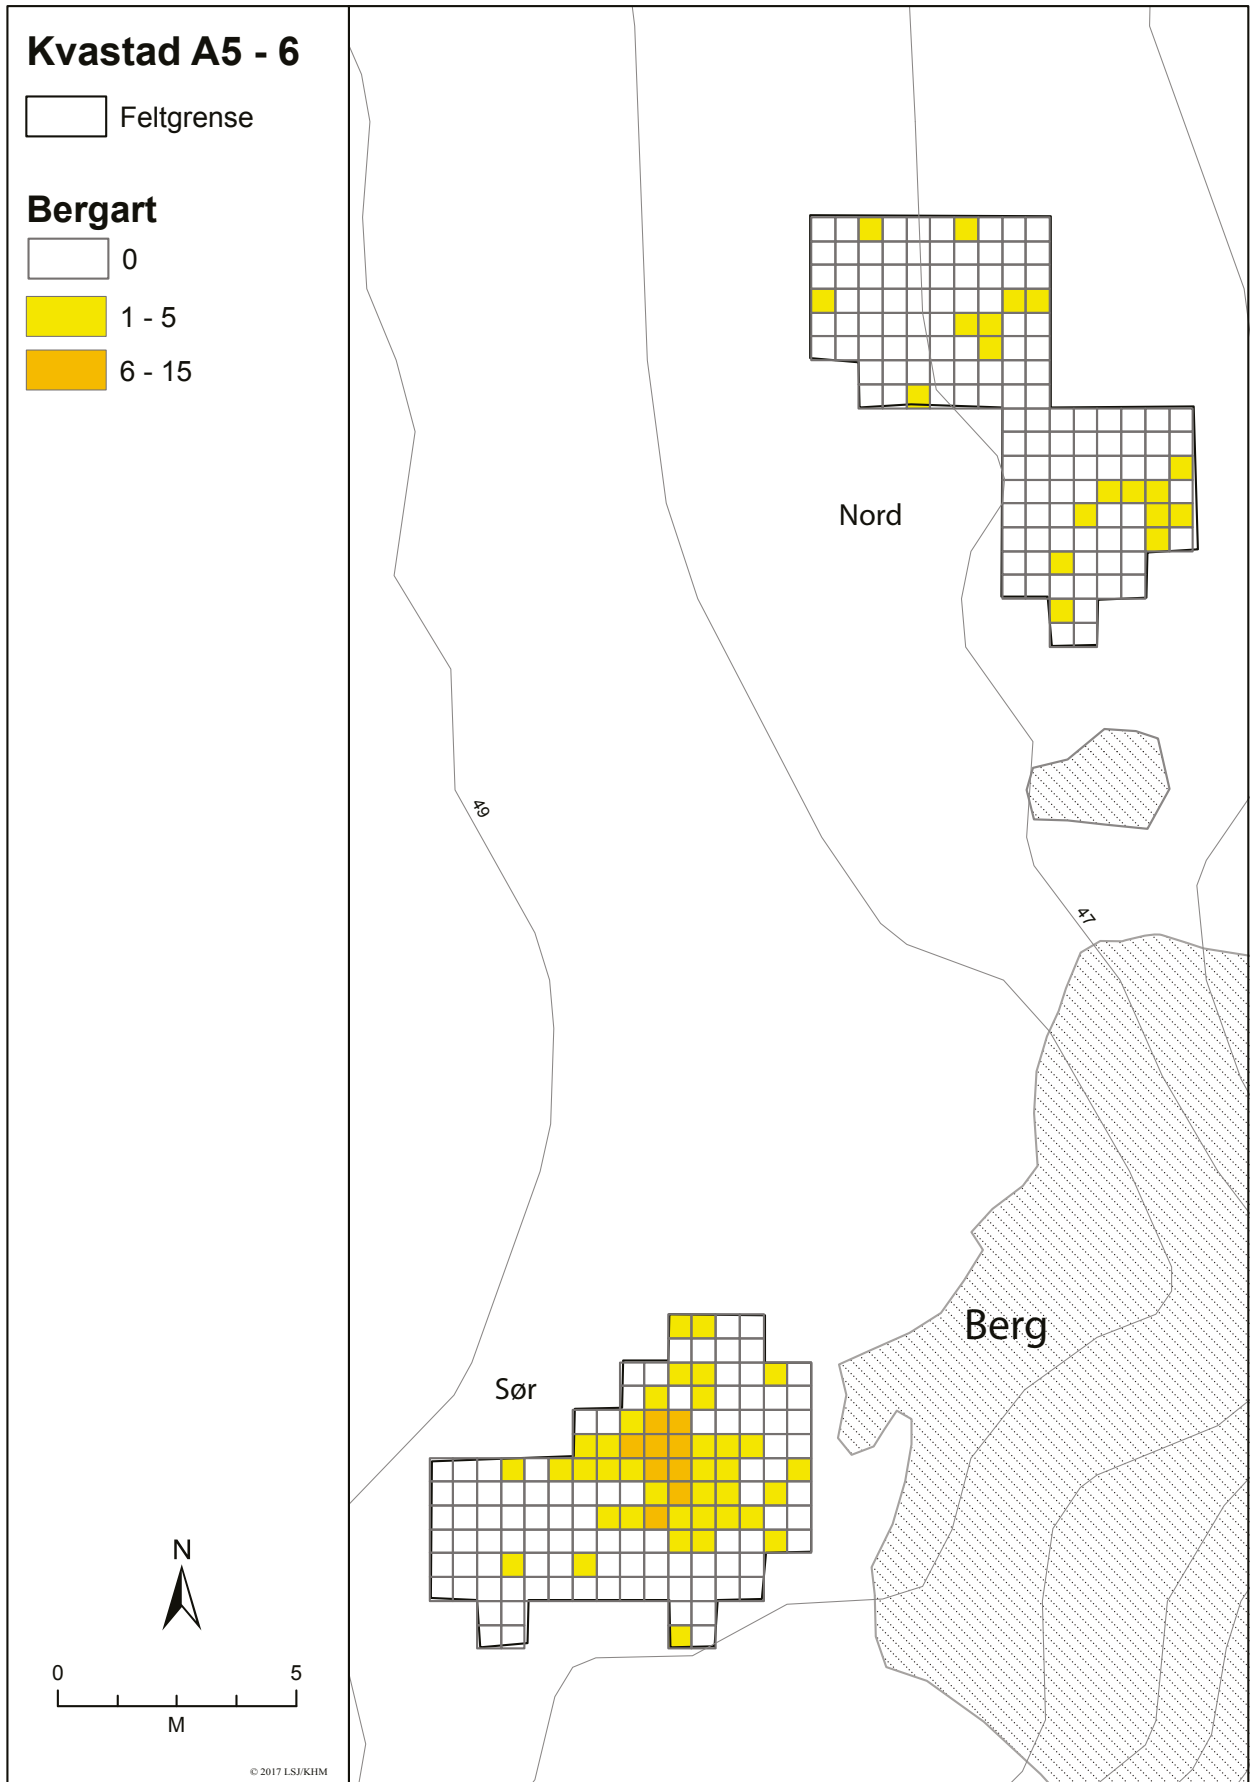 Kvastad A5 - 6
Feltgrense
Bergart
0
1 - 5
6 - 15
Nord
49
47
Berg
Sør
N
0 5
M
© 2017 LSJ/KHM